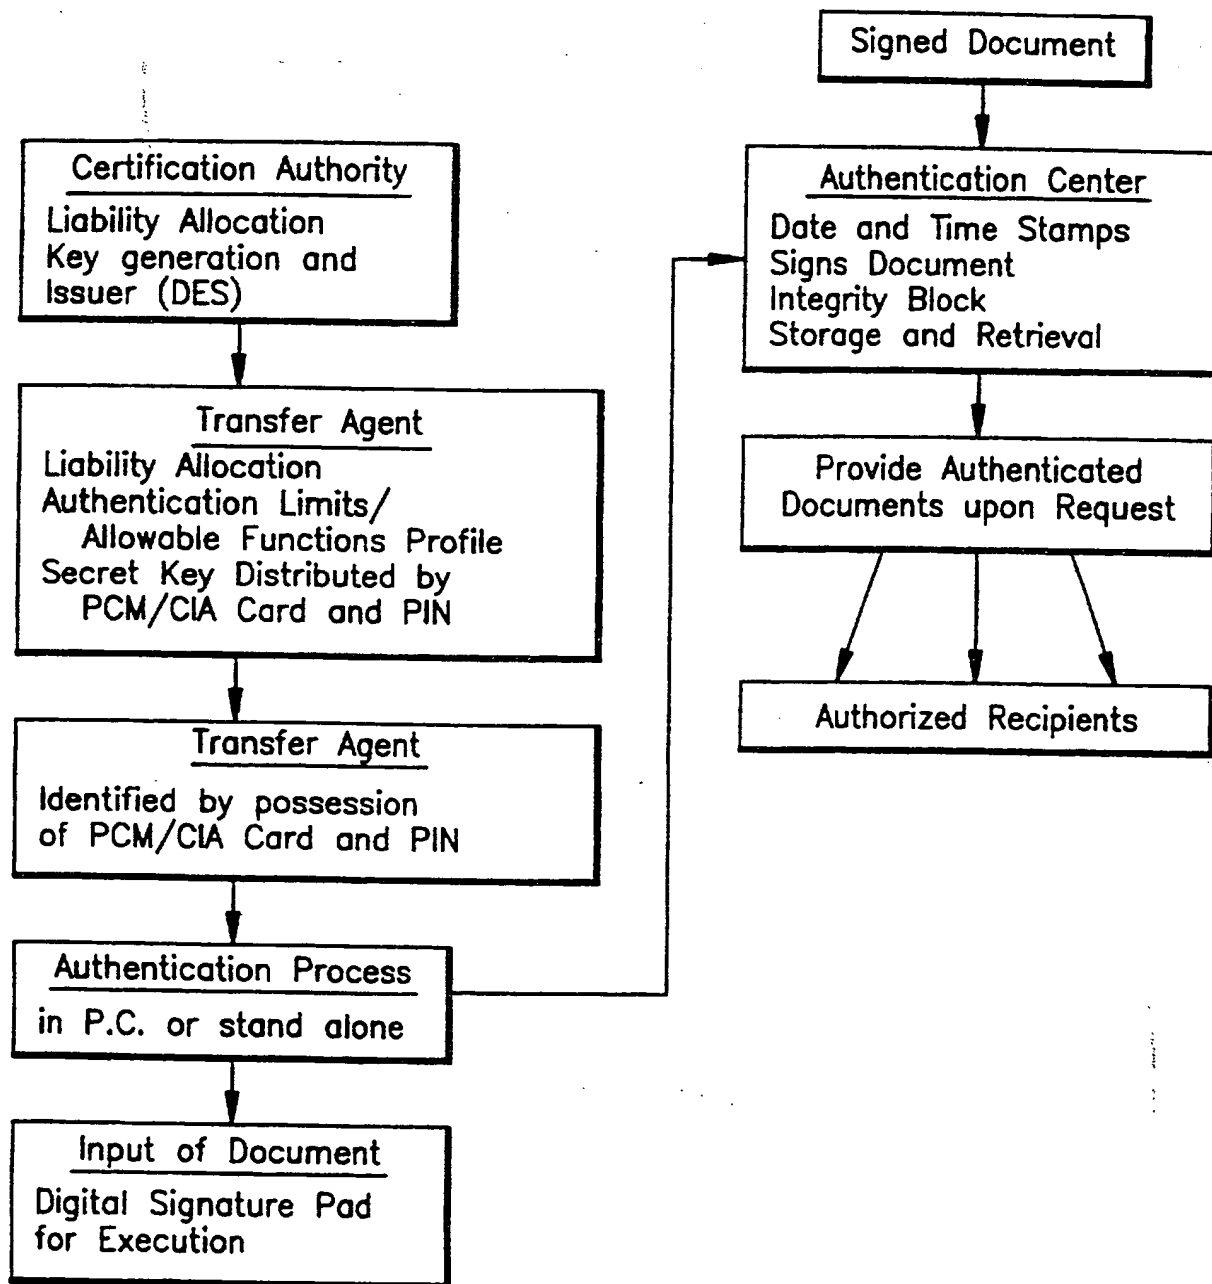 Certification Authority
Liability Allocation
Key generation and
Issuer (DES)
Transfer Agent
Liability Allocation
Authentication Limits/
Allowable Functions Profile
Secret Key Distributed by
PCM/CIA Card and PIN
Transfer Agent
Identified by possession
of PCM/CIA Card and PIN
Authentication Process
in P.C. or stand alone
Input of Document
Digital Signature Pad
for Execution
Signed Document
Authentication Center
Date and Time Stamps
Signs Document
Integrity Block
Storage and Retrieval
Provide Authenticated
Documents upon Request
Authorized Recipients